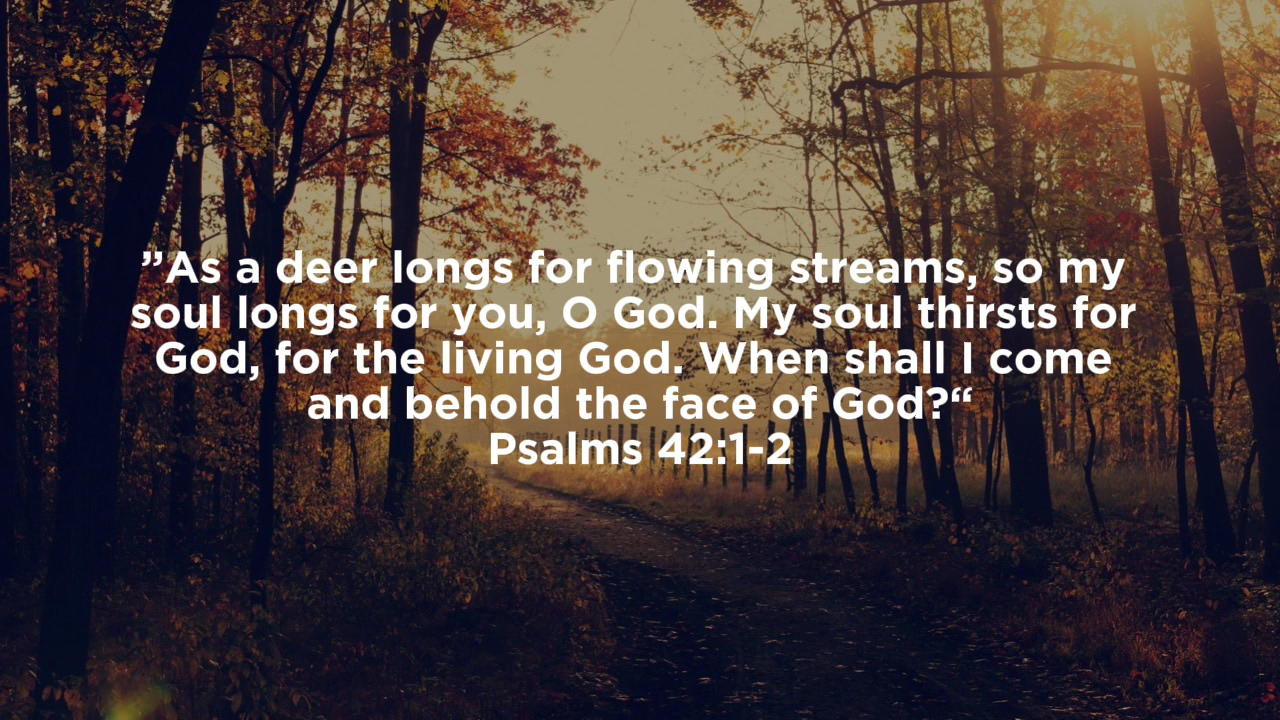 ”As a deer longs for flowing streams, so my
soul longs for you, O God. My soul thirsts for
God, for the living God. When shall I come
and behold the face of God?“
Psalms 42:1-2